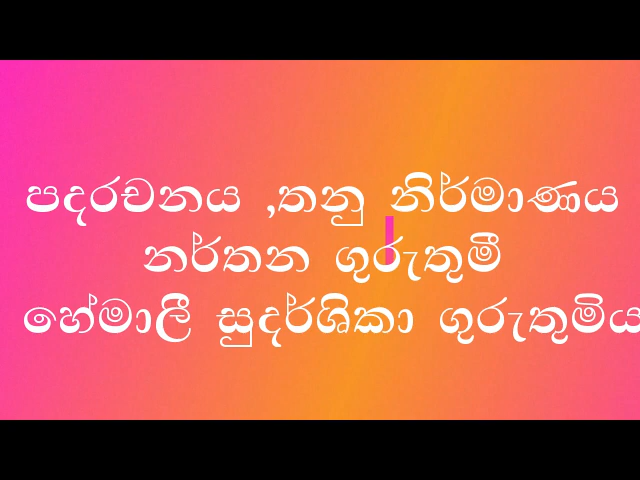 පදරචනය ,තනු නිර්මාණය
නර්තන ගුරුතුමී
හේමාලී සුදර්ශිකා ගුරුතුමිය